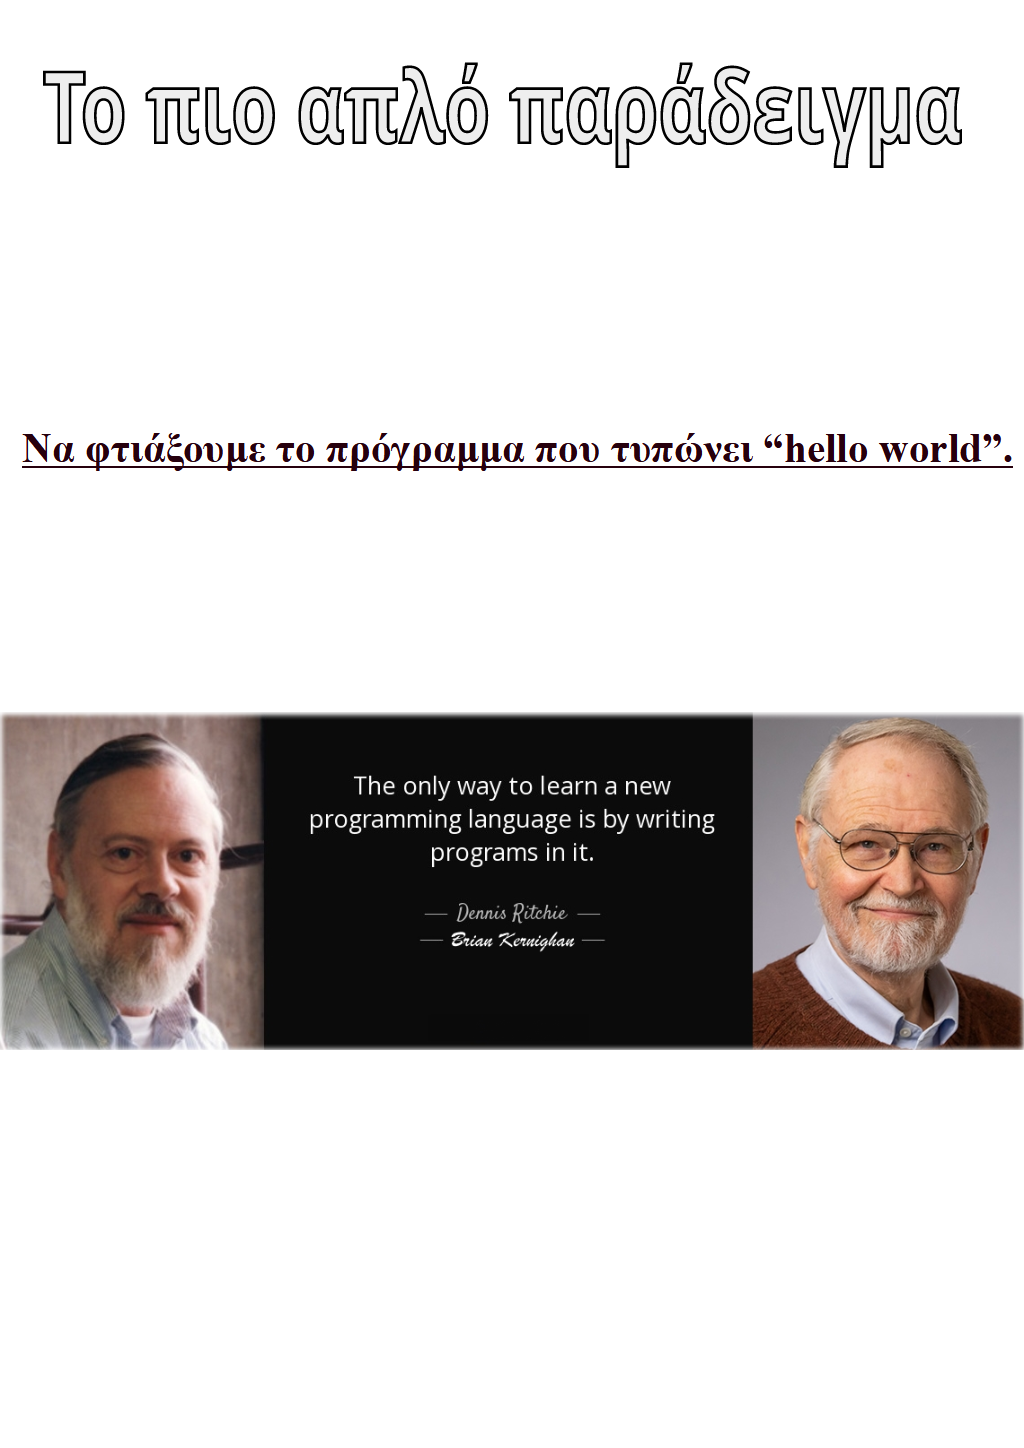 Το πιο απλό παράδειγμα
Να φτιάξουμε το πρόγραμμα που τυπώνει “hello world”.
The only way to learn a new
programming language is by writing
programs in it.
Dennis Ritchie
Brian Kernighan